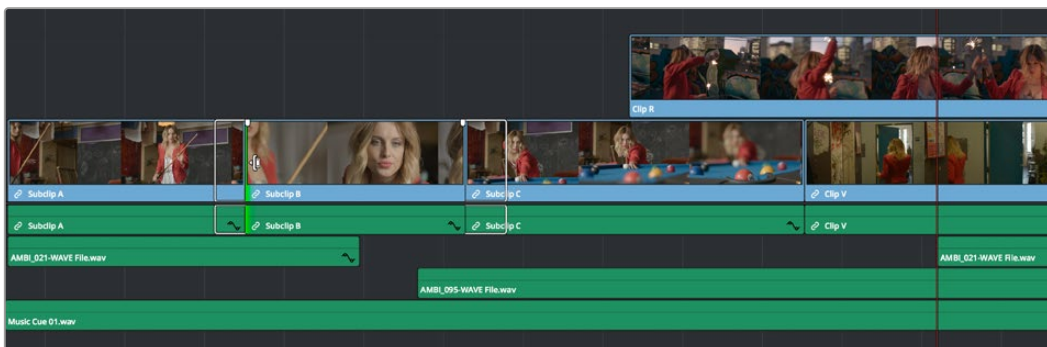 Clip R
Subclip A
Subclip B
Subclip C
Clip V
Subclip A
Subclip B
Subclip C
Clip V
AMBI_021-WAVE File.wav
AMBI_021-WAVE File.wav
AMBI_095-WAVE File.wav
Music Cue 01.wav